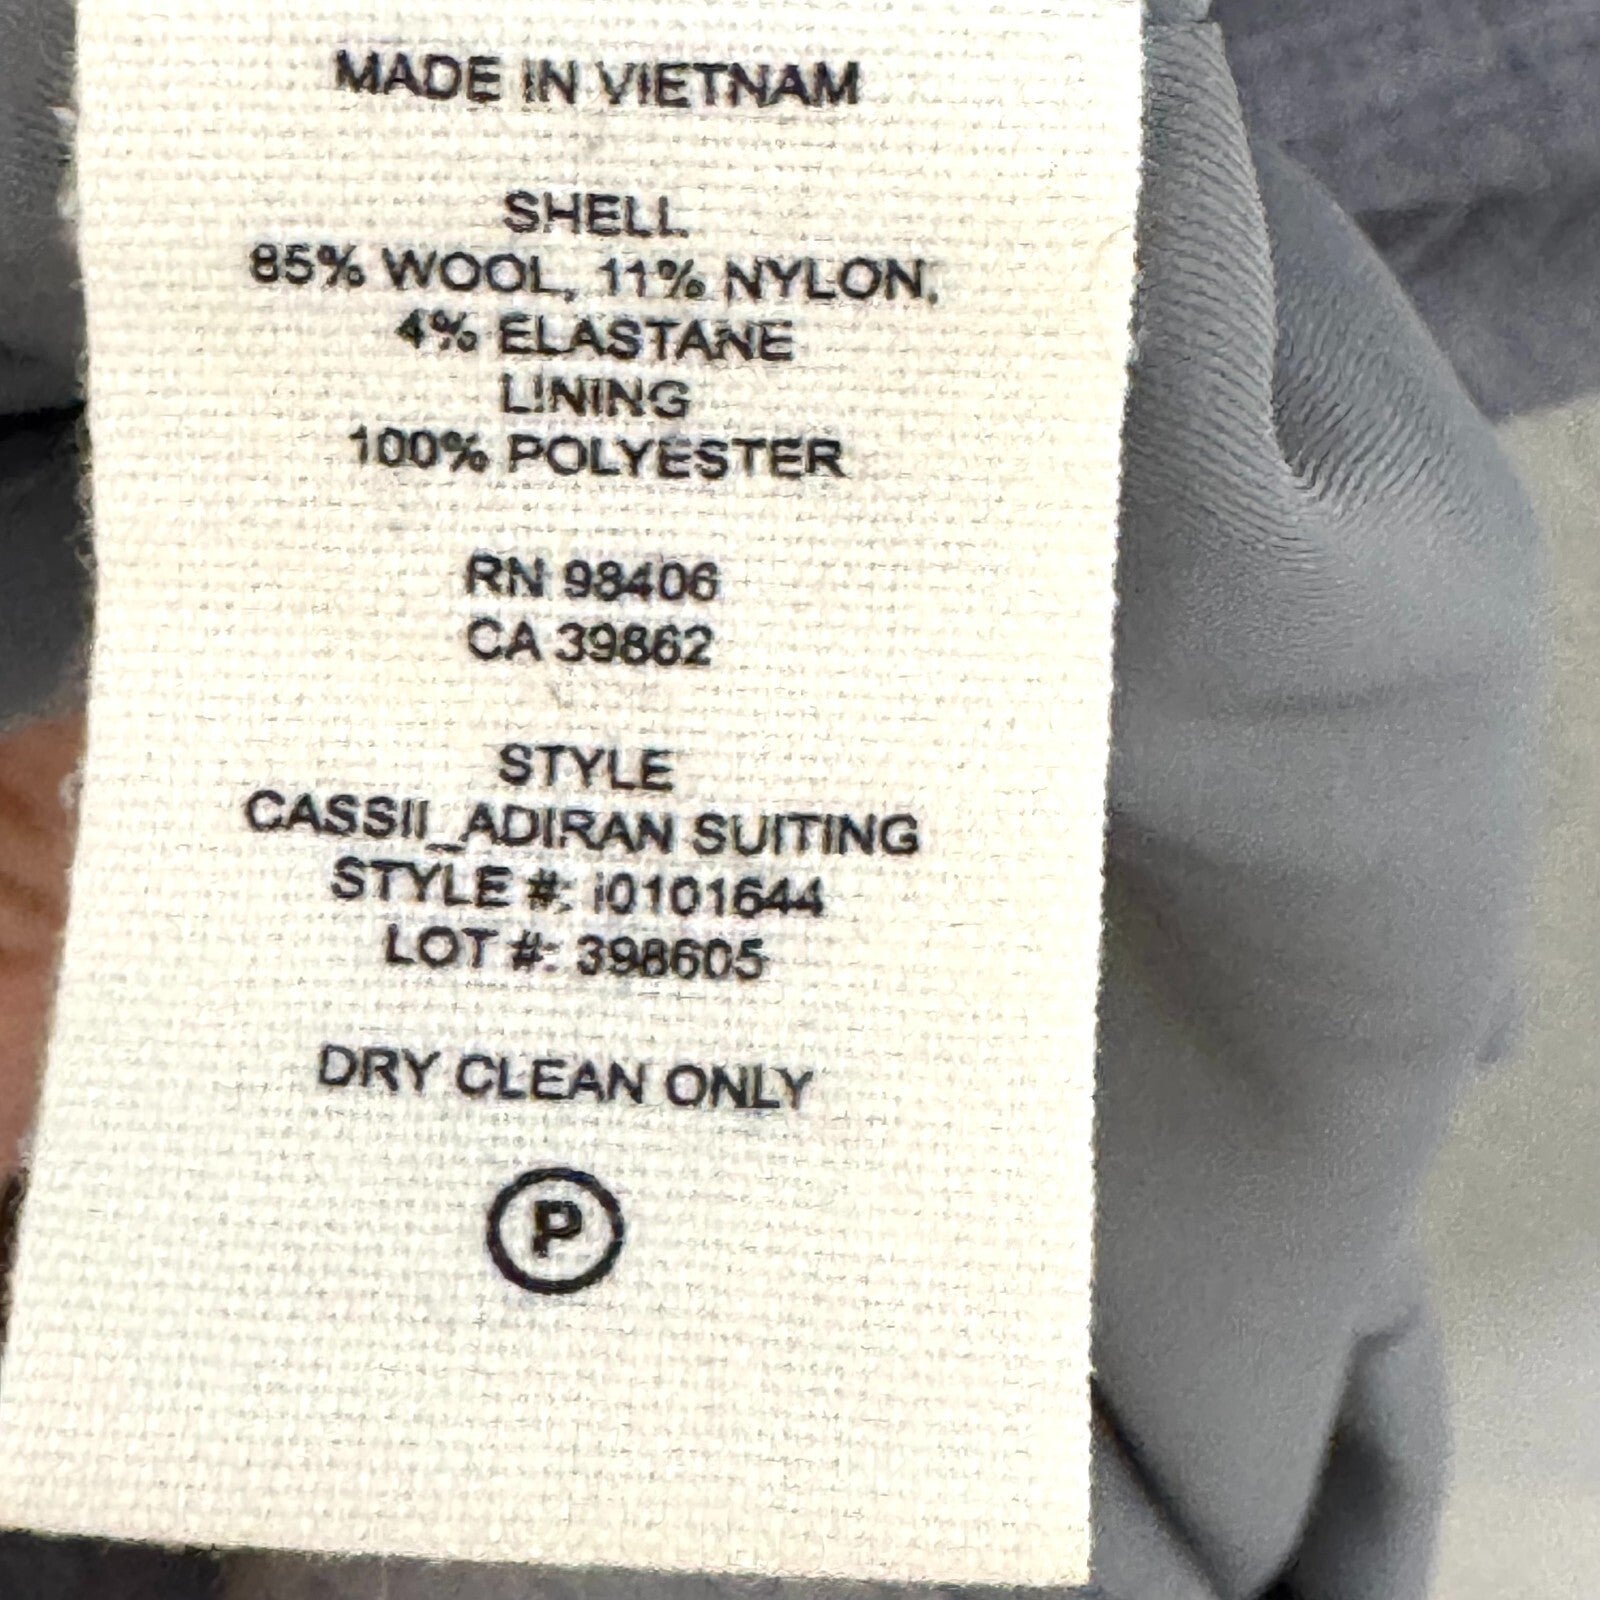 MADE IN VIETNAM
SHELL
85% WOOL, 11% NYLON,
4% ELASTANE
LINING
100% POLYESTER
RN 98406
CA 39862
STYLE
CASSII_ADIRAN SUITING
STYLE #: i0101644
LOT #: 398605
DRY CLEAN ONLY
P